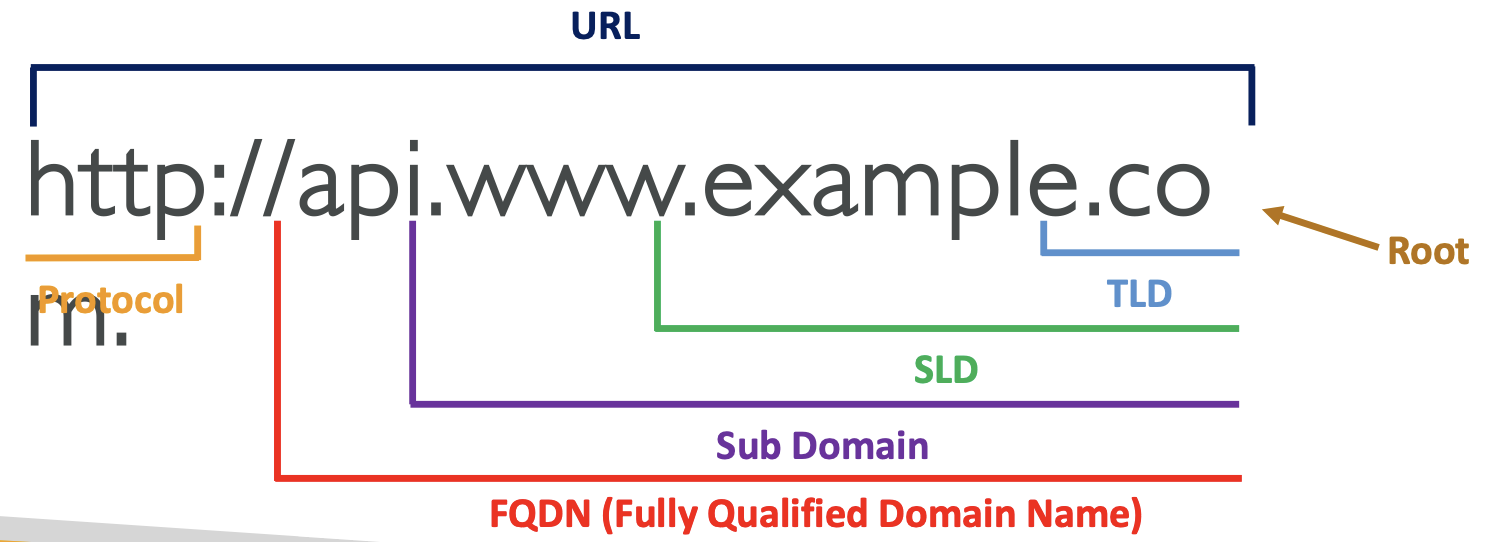 URL
http://api.www.example.co
Root
Protocol
TLD
m.
SLD
Sub Domain
FQDN (Fully Qualified Domain Name)